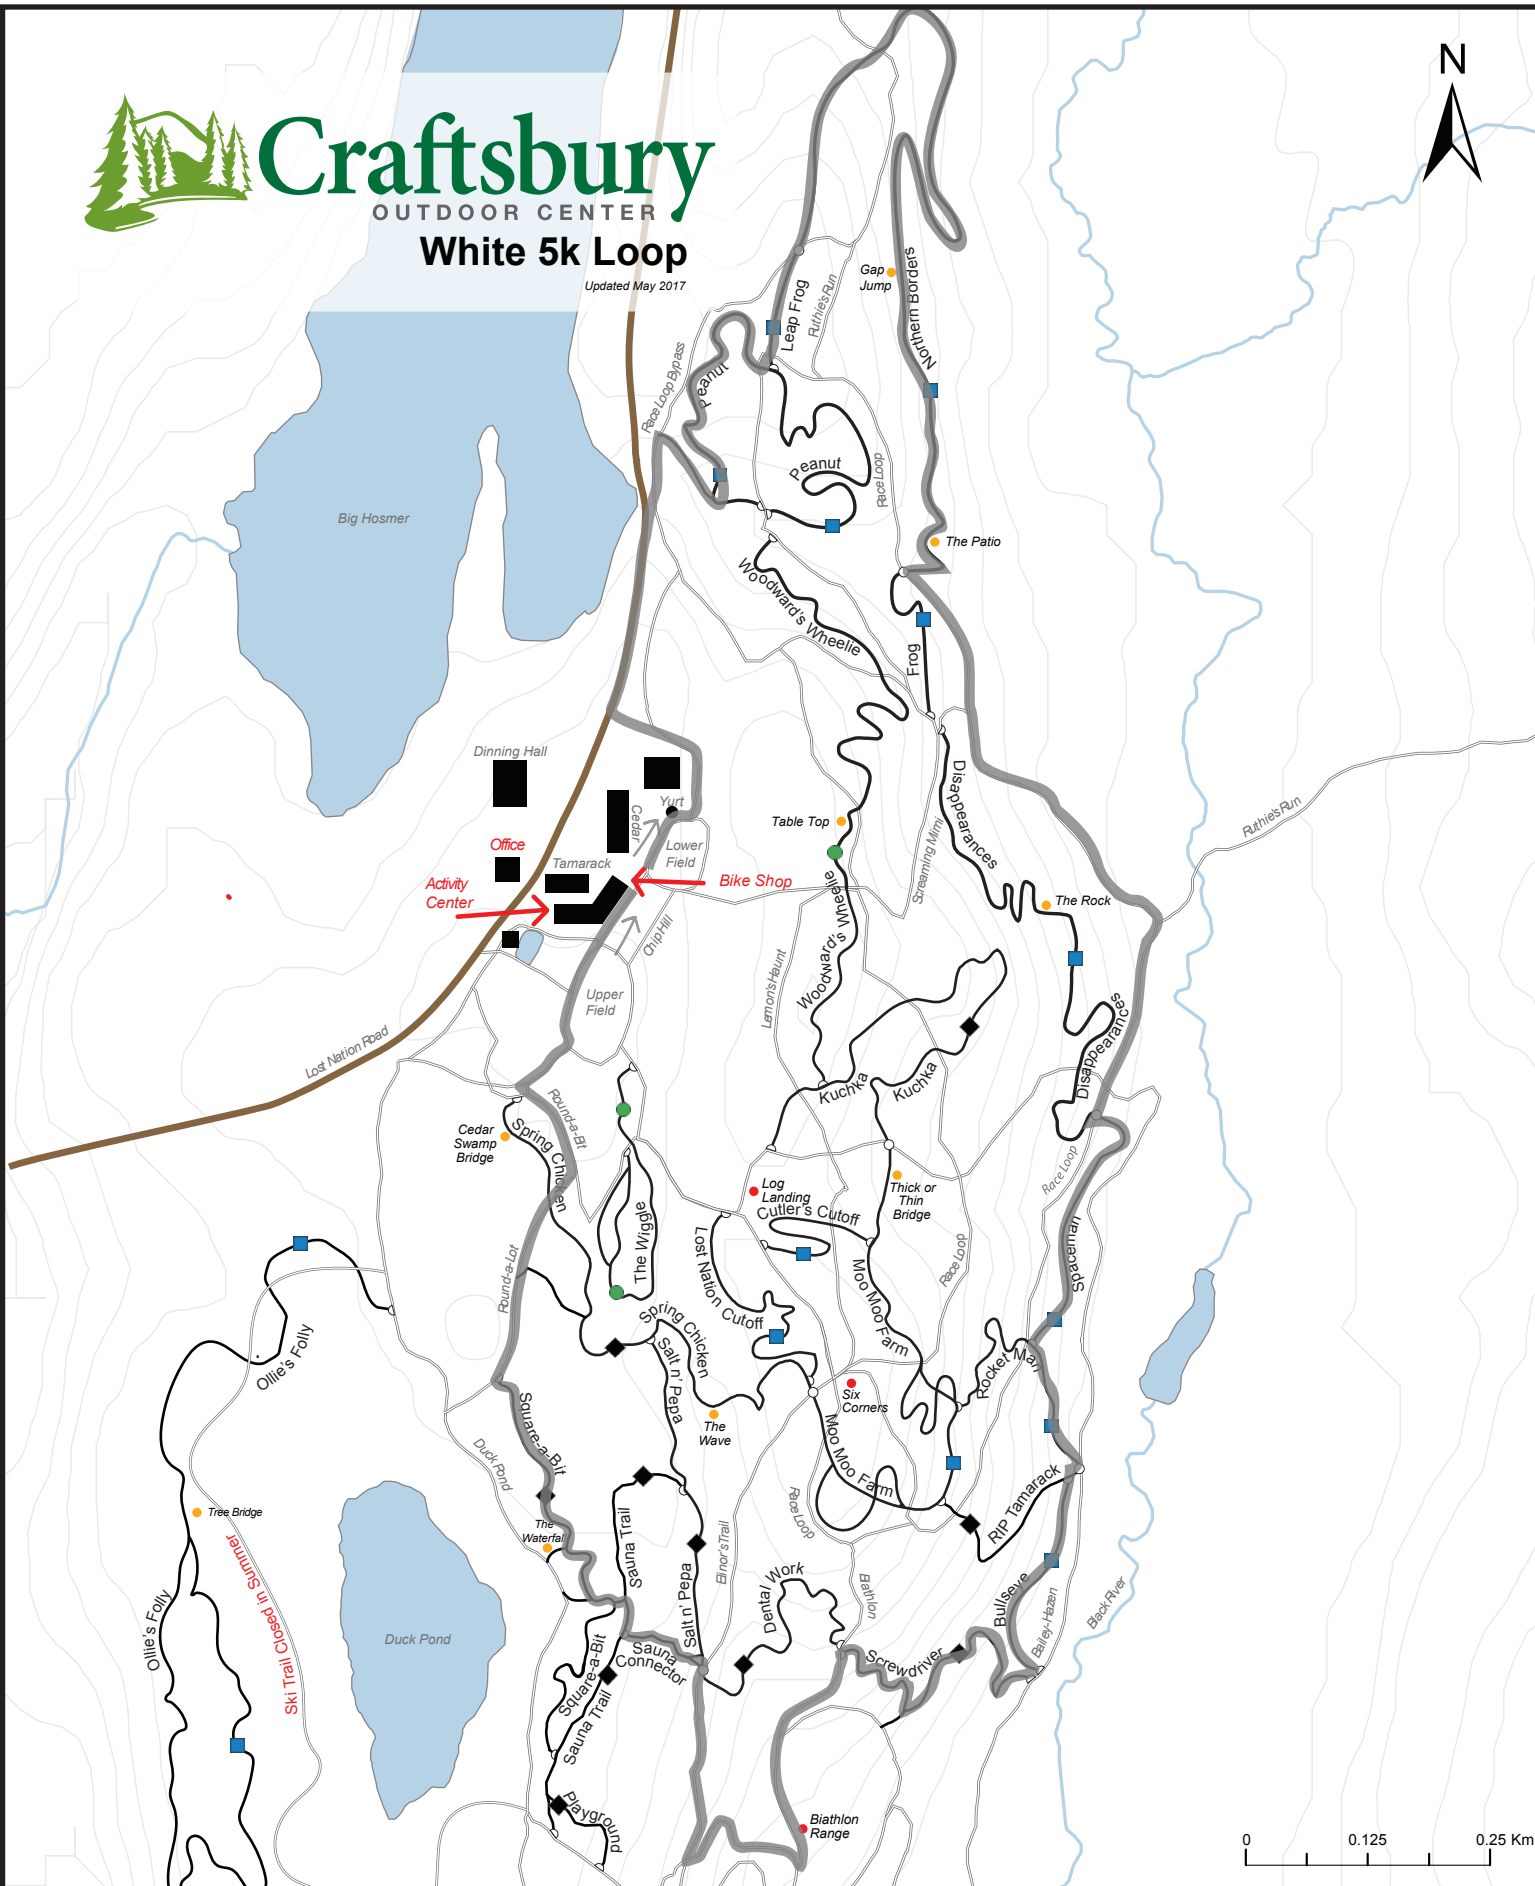 N
Craftsbury
OUTDOOR CENTER
White 5k Loop
Updated May 2017
Gap
Jump
Northern Borders
Leap Frog
Ruthie's Run
Race Loop Bypass
Peanut
Peanut
Race Loop
Big Hosmer
The Patio
Woodward's Wheelie
Frog
Dinning Hall
Disappearances
Yurt
Cedar
Table Top
Ruthie's Run
Office
Lower
Field
Tamarack
Screaming Mimi
Activity
Center
Bike Shop
Woodward's Wheelie
The Rock
Chip Hill
Lemon's Haunt
Upper
Field
Lost Nation Road
Disappearances
Kuchka
Kuchka
Round-a-Bit
Cedar
Swamp
Bridge
Spring Chicken
Race Loop
Log
Landing
Thick or
Thin
Bridge
Cutler's Cutoff
The Wiggle
Round-a-Lot
Lost Nation Cutoff
Moo Moo Farm
Race Loop
Spaceman
Spring Chicken
Ollie's Folly
Salt n' Pepa
Rocket Man
Six
Corners
Square-a-Bit
The
Wave
Moo Moo Farm
Duck Pond
Tree Bridge
The
Waterfall
Sauna Trail
Elinor's Trail
Race Loop
RIP Tamarack
Ski Trail Closed in Summer
Salt n' Pepa
Dental Work
Biathlon
Bullseye
Black River
Ollie's Folly
Duck Pond
Square-a-Bit
Sauna
Connector
Screwdriver
Bailey-Hazen
Sauna Trail
Playground
Biathlon
Range
0 0.125 0.25 Km